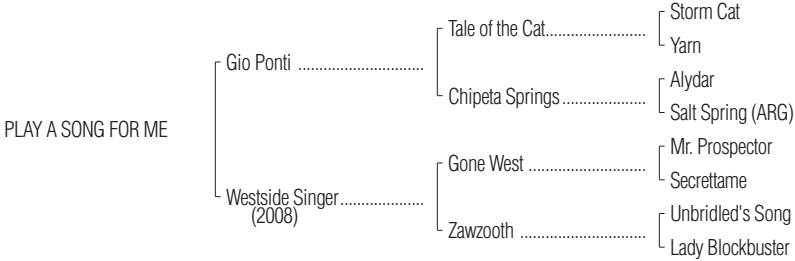 Storm Cat
Tale of the Cat........................
Yarn
Gio Ponti ..............................
Alydar
Chipeta Springs....................
Salt Spring (ARG)
PLAY A SONG FOR ME
Mr. Prospector
Gone West ............................
Secrettame
Westside Singer....................
(2008)
Unbridled's Song
Zawzooth ..............................
Lady Blockbuster